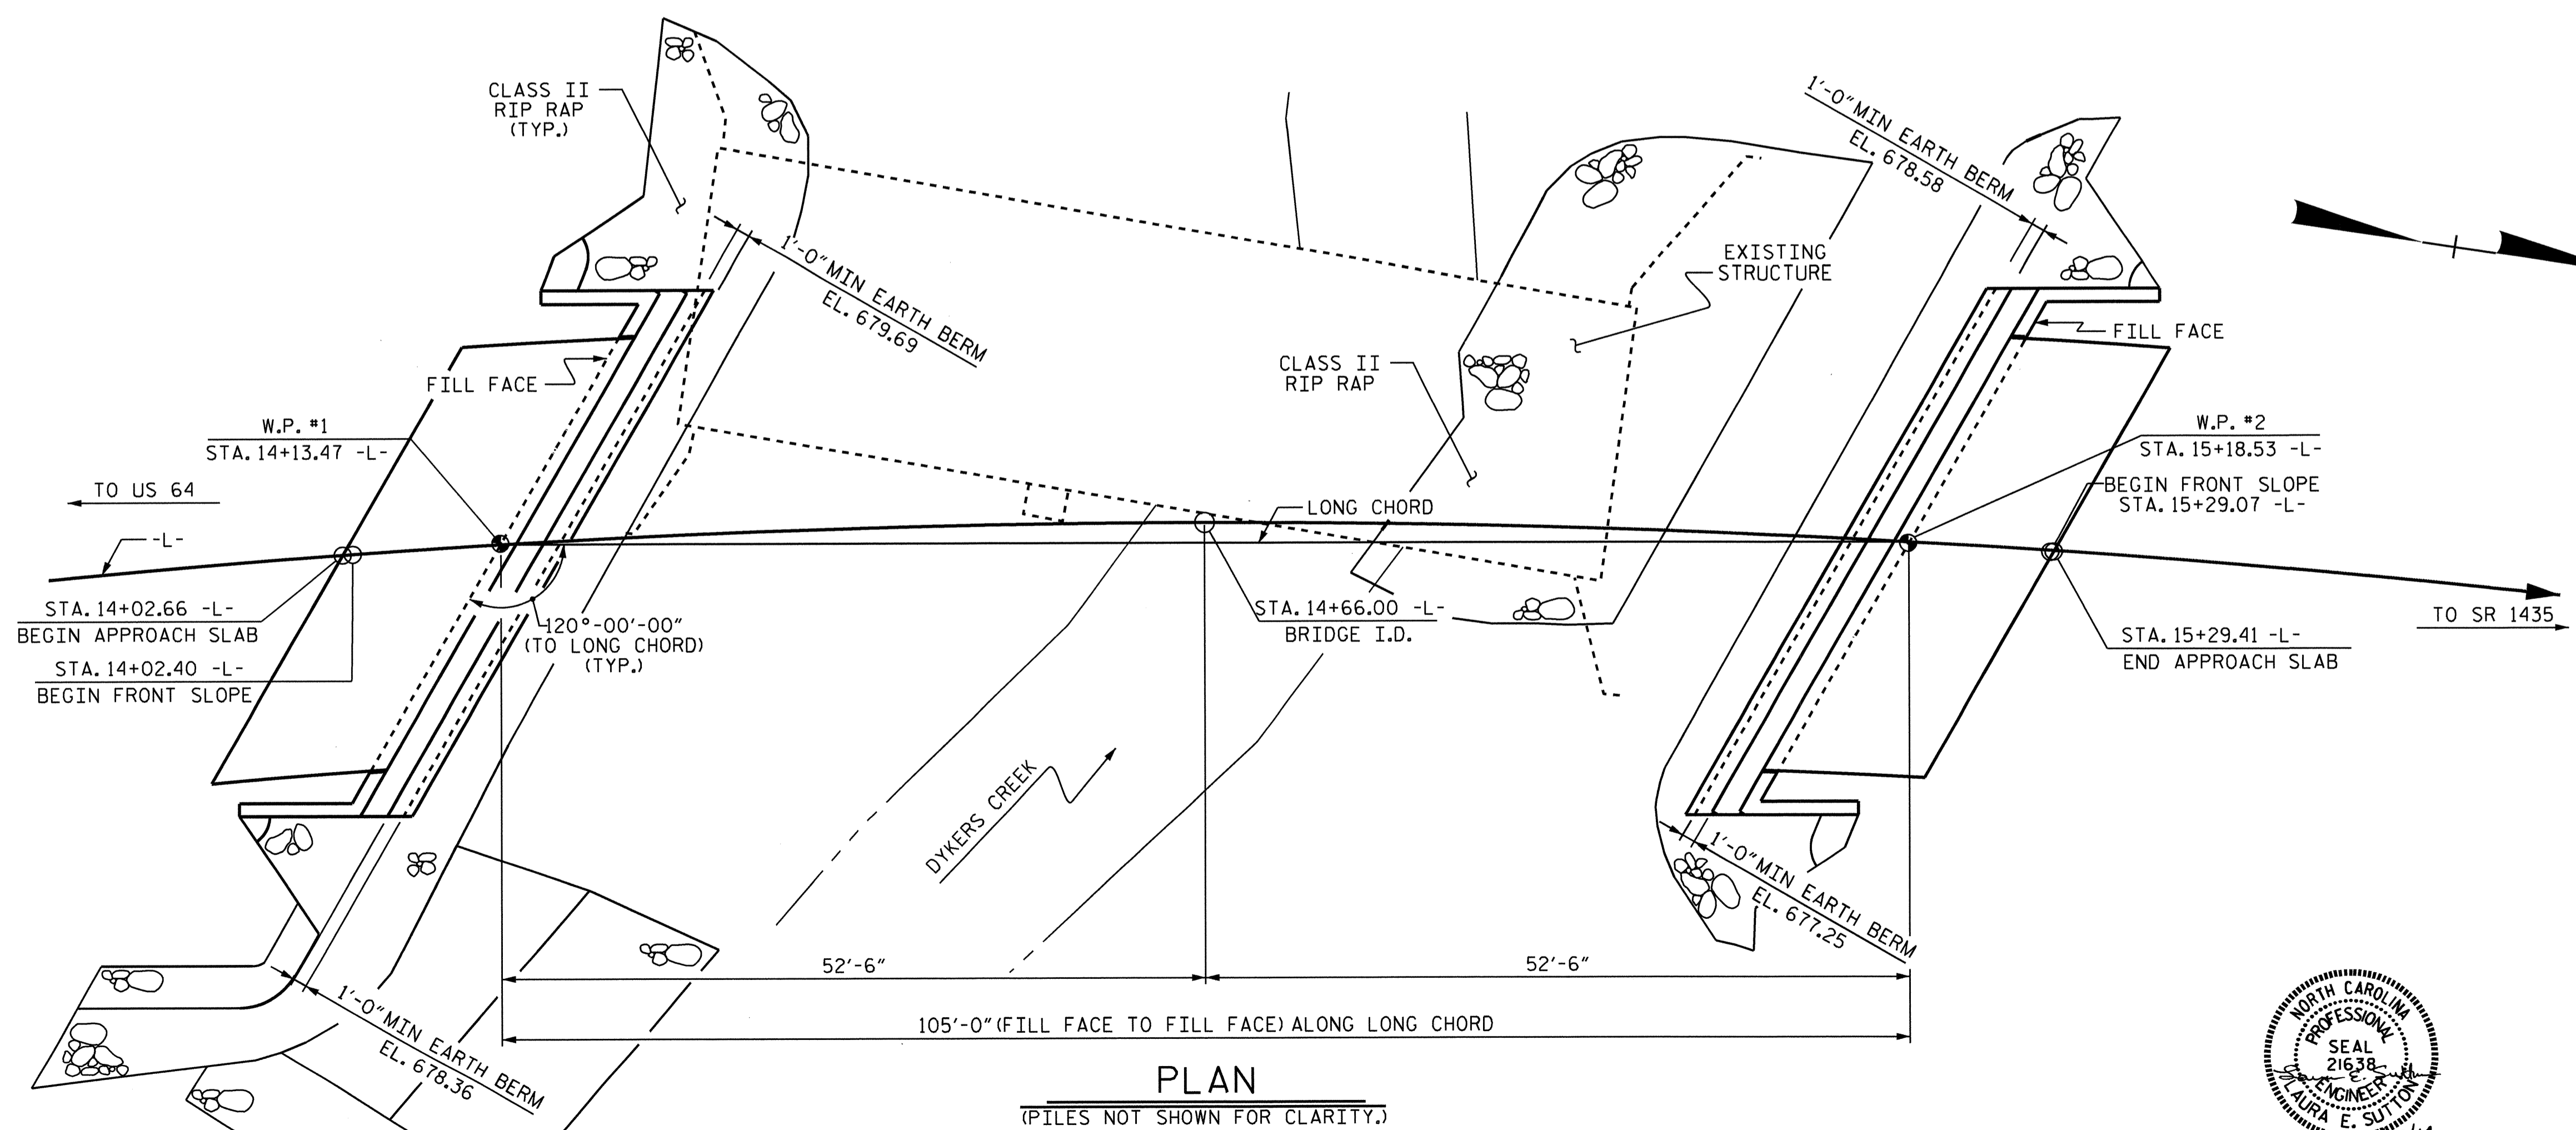 CLASS II
RIP RAP
(TYP.)
1'-0" MIN EARTH BERM
EL. 678.58
1'-0" MIN EARTH BERM
EL. 679.69
EXISTING
STRUCTURE
FILL FACE
FILL FACE
CLASS II
RIP RAP
W.P. #1
STA. 14+13.47 -L-
W.P. #2
STA. 15+18.53 -L-
TO US 64
BEGIN FRONT SLOPE
STA. 15+29.07 -L-
LONG CHORD
-L-
STA. 14+02.66 -L-
BEGIN APPROACH SLAB
STA. 14+66.00 -L-
BRIDGE I.D.
TO SR 1435
120°-00'-00"
(TO LONG CHORD)
(TYP.)
STA. 15+29.41 -L-
END APPROACH SLAB
STA. 14+02.40 -L-
BEGIN FRONT SLOPE
DYKERS CREEK
1'-0" MIN EARTH BERM
EL. 677.25
52'-6"
52'-6"
1'-0" MIN EARTH BERM
EL. 678.36
105'-0" (FILL FACE TO FILL FACE) ALONG LONG CHORD
PLAN
(PILES NOT SHOWN FOR CLARITY.)
NORTH CAROLINA
PROFESSIONAL
SEAL
21638
ENGINEER
LAURA E. SUTTON